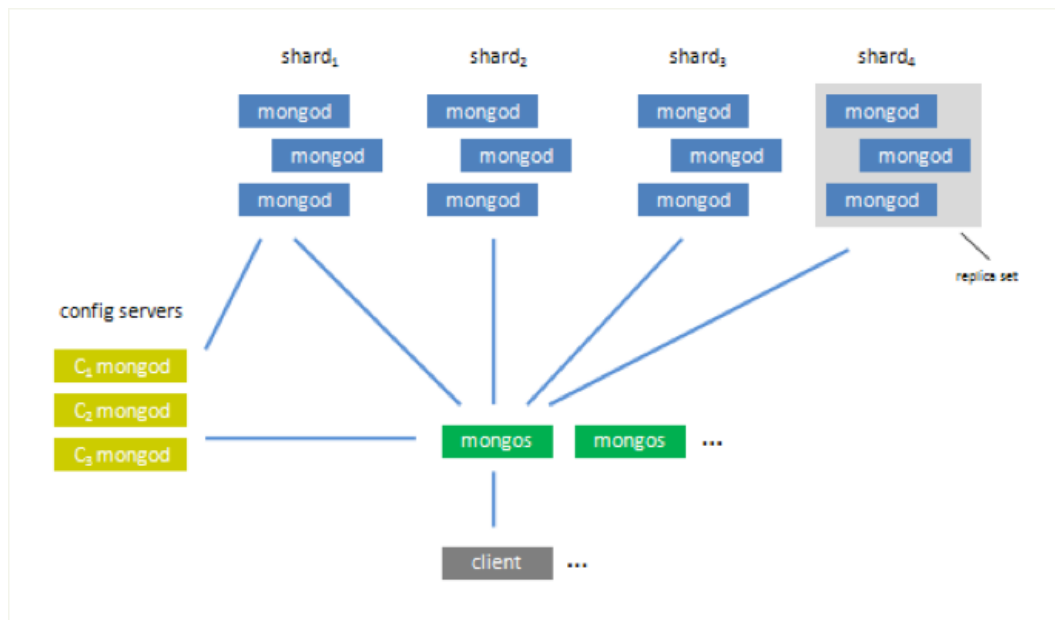 shard₁ shard₂ shard₃ shard₄
mongod mongod mongod mongod
mongod mongod mongod mongod
mongod mongod mongod mongod
replica set
config servers
C₁ mongod
C₂ mongod
C₃ mongod
mongos mongos ...
client ...